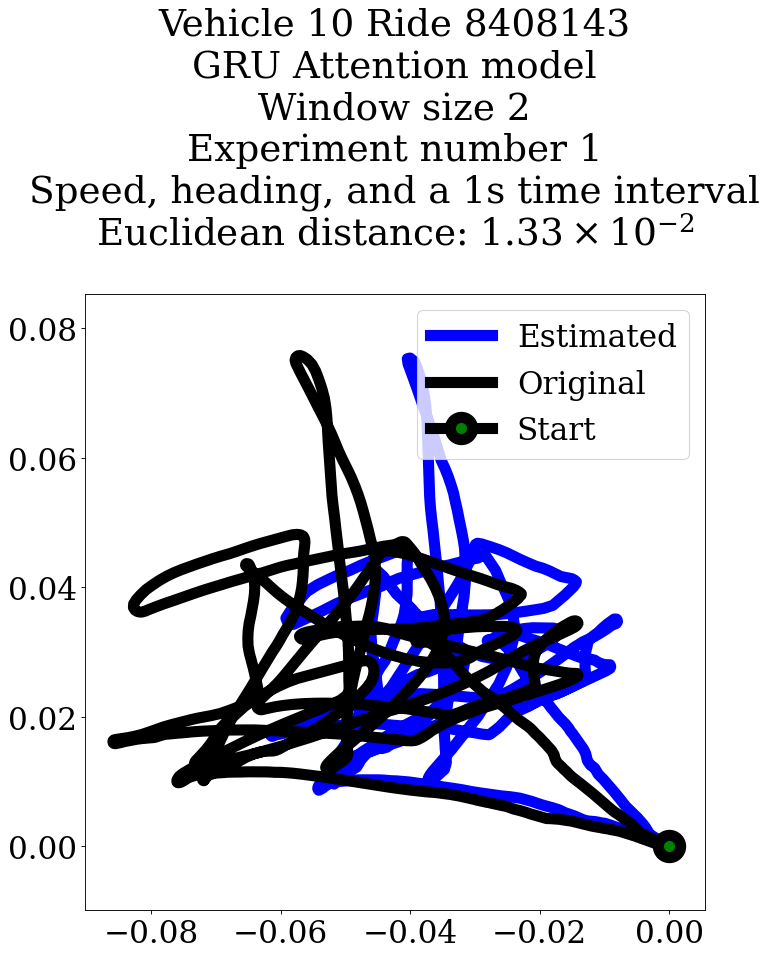 Vehicle 10 Ride 8408143
GRU Attention model
Window size 2
Experiment number 1
Speed, heading, and a 1s time interval
Euclidean distance: 1.33 × 10⁻²
Estimated
Original
Start
0.08
0.06
0.04
0.02
0.00
−0.08 −0.06 −0.04 −0.02 0.00